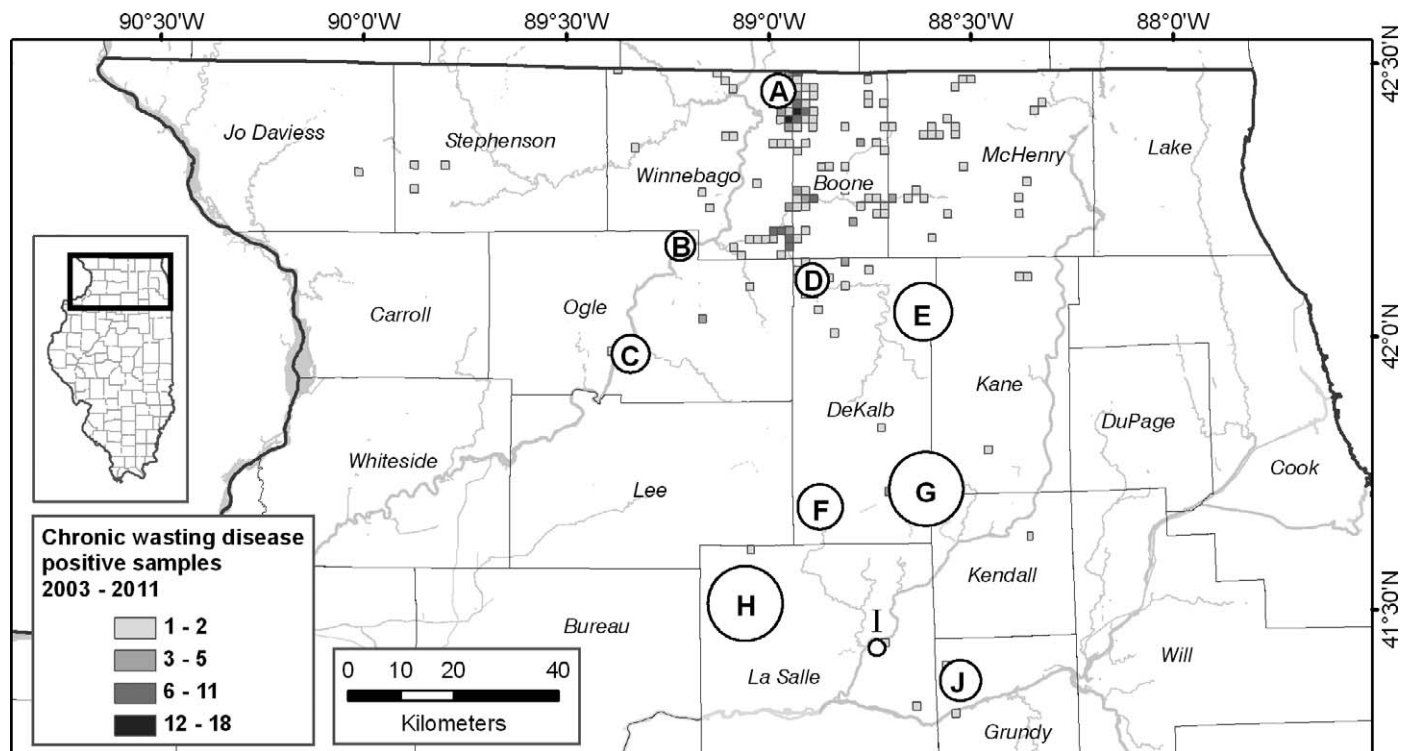 90°30'W 90°0'W 89°30'W 89°0'W 88°30'W 88°0'W
42°30'N
A
Jo Daviess
Stephenson
Winnebago
Boone
McHenry
Lake
B
D
Carroll
Ogle
E
42°0'N
C
Kane
DeKalb
DuPage
Whiteside
Lee
Cook
G
F
Chronic wasting disease
positive samples
2003 - 2011
1 - 2
3 - 5
6 - 11
12 - 18
Kendall
H
41°30'N
Bureau
I
Will
0 10 20 40
Kilometers
La Salle
J
Grundy